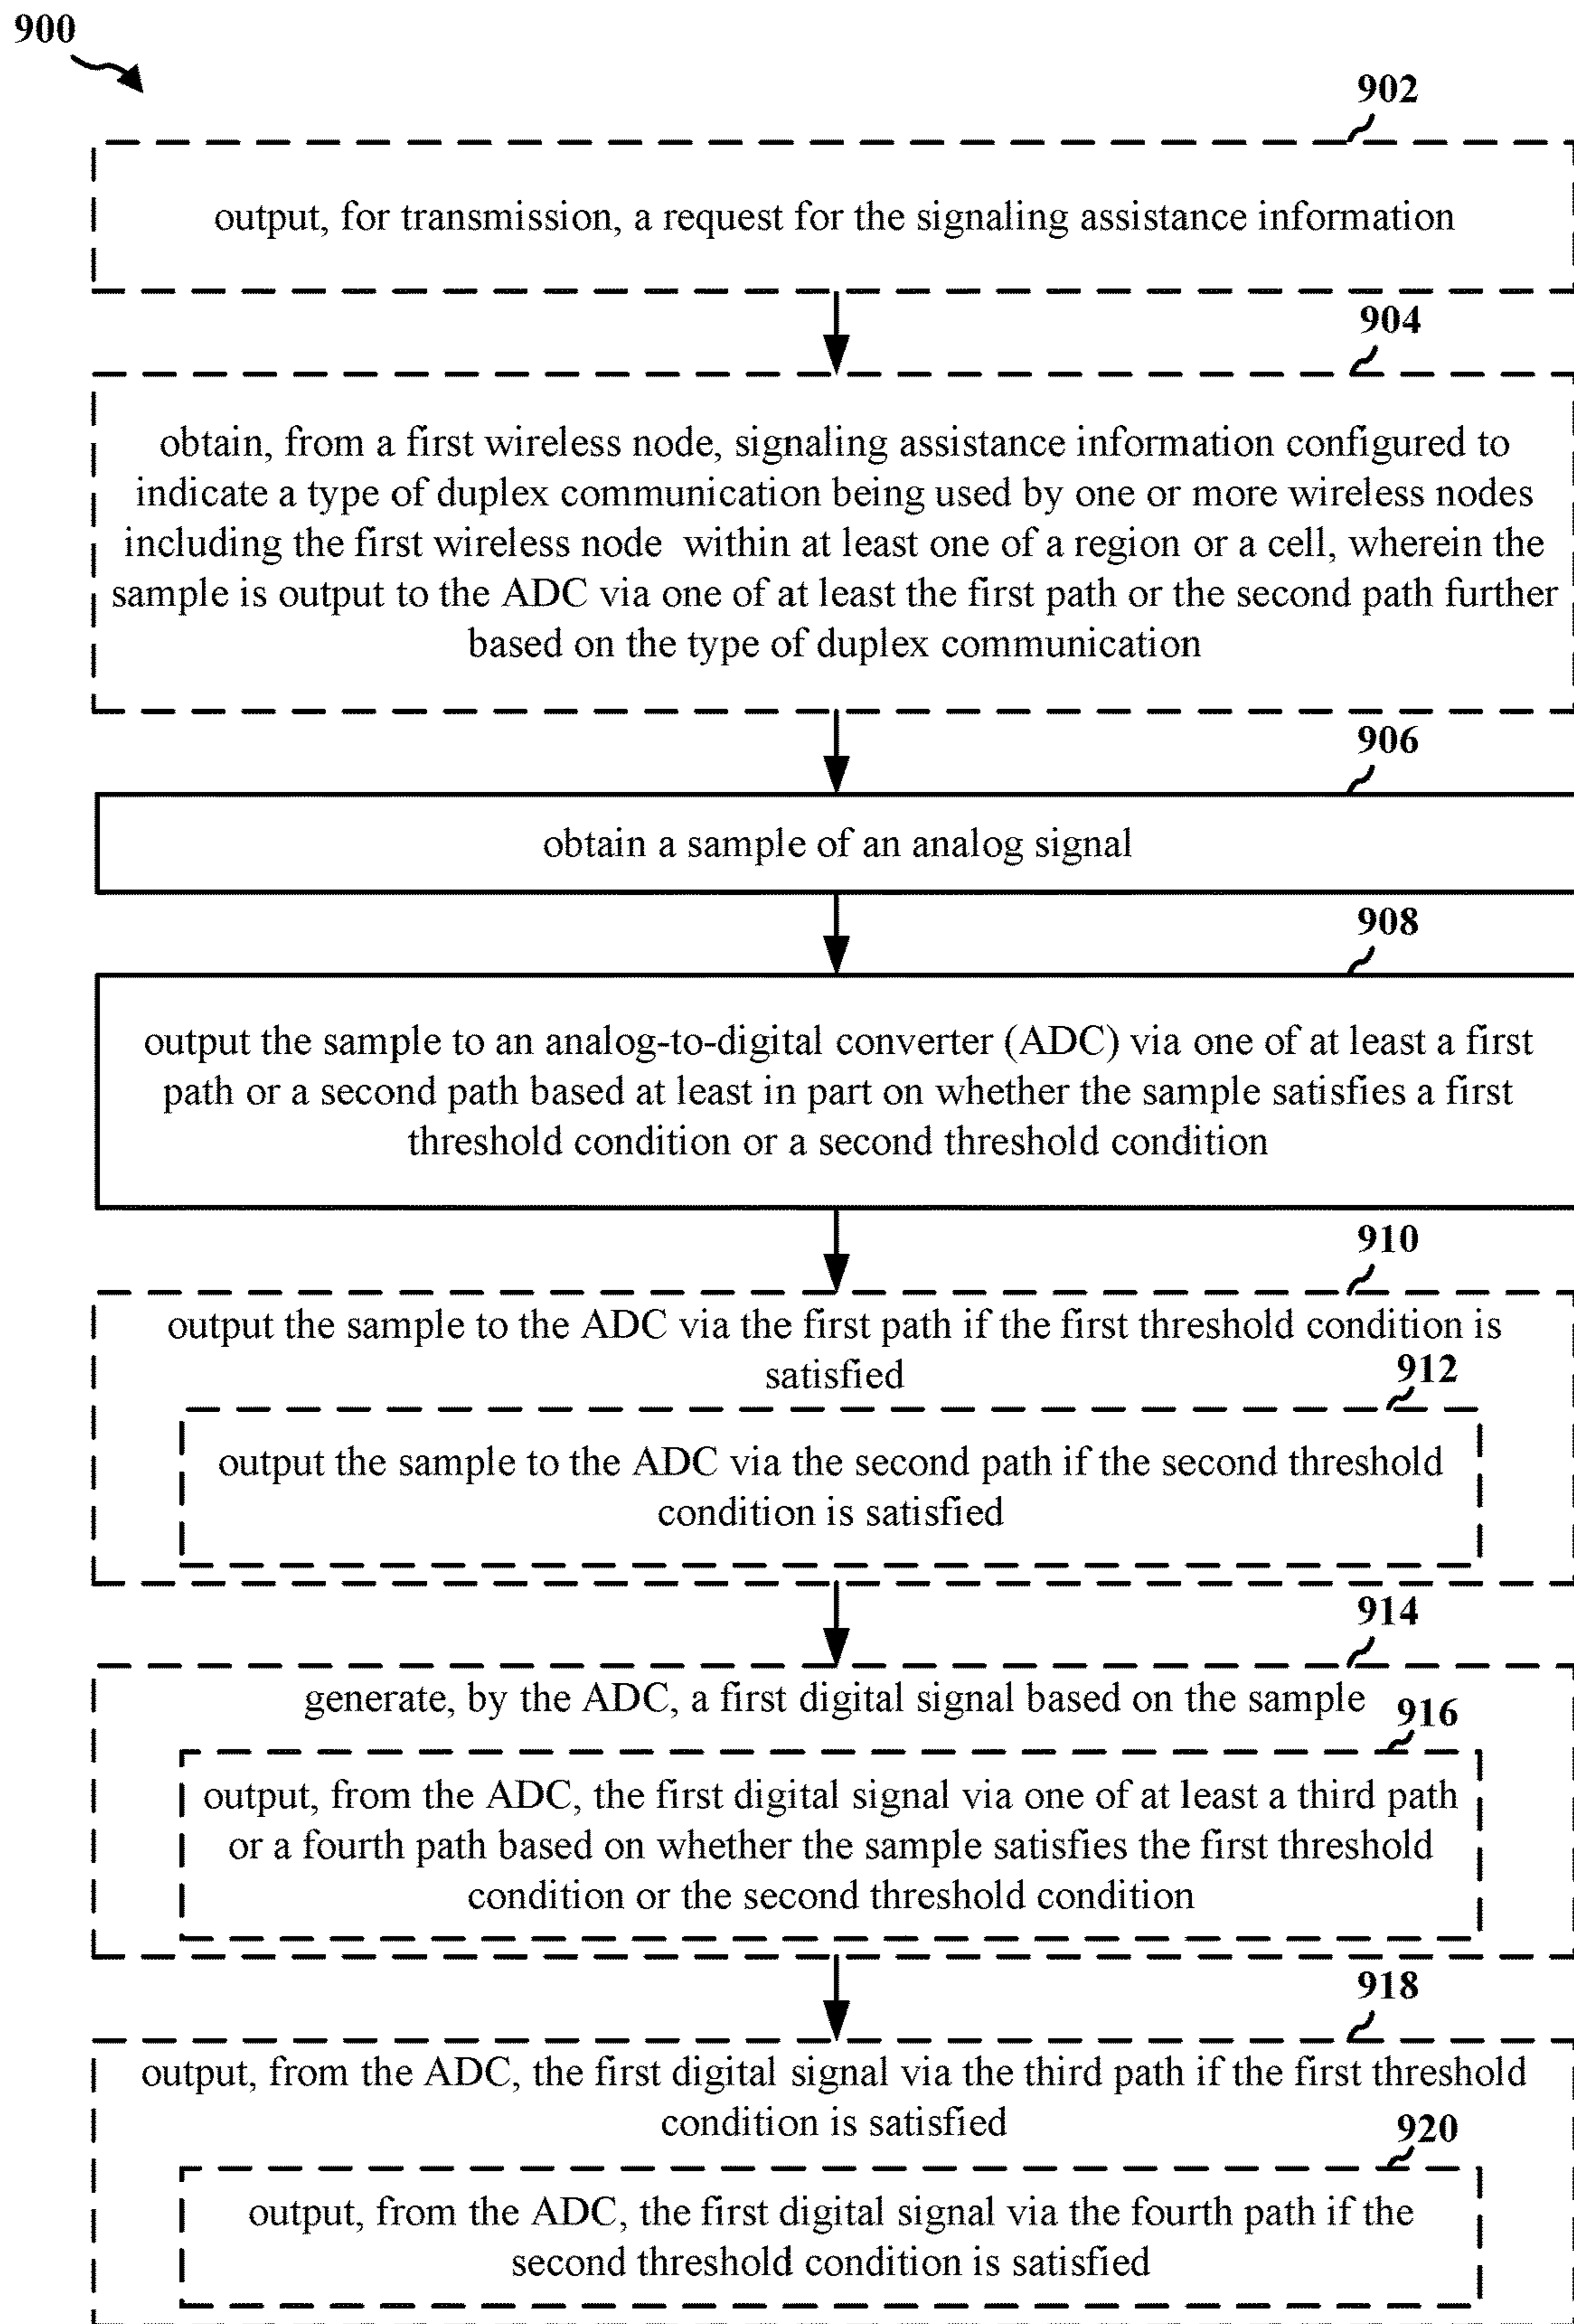 900
902
output, for transmission, a request for the signaling assistance information
904
obtain, from a first wireless node, signaling assistance information configured to
indicate a type of duplex communication being used by one or more wireless nodes
including the first wireless node within at least one of a region or a cell, wherein the
sample is output to the ADC via one of at least the first path or the second path further
based on the type of duplex communication
906
obtain a sample of an analog signal
908
output the sample to an analog-to-digital converter (ADC) via one of at least a first
path or a second path based at least in part on whether the sample satisfies a first
threshold condition or a second threshold condition
910
output the sample to the ADC via the first path if the first threshold condition is
satisfied
912
output the sample to the ADC via the second path if the second threshold
condition is satisfied
914
generate, by the ADC, a first digital signal based on the sample
916
output, from the ADC, the first digital signal via one of at least a third path
or a fourth path based on whether the sample satisfies the first threshold
condition or the second threshold condition
918
output, from the ADC, the first digital signal via the third path if the first threshold
condition is satisfied
920
output, from the ADC, the first digital signal via the fourth path if the
second threshold condition is satisfied